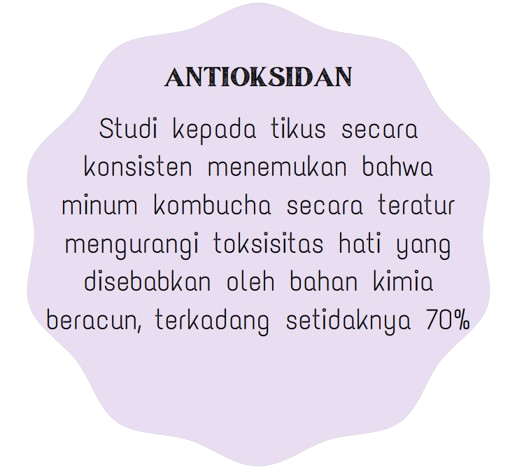 ANTIOKSIDAN
Studi kepada tikus secara
konsisten menemukan bahwa
minum kombucha secara teratur
mengurangi toksisitas hati yang
disebabkan oleh bahan kimia
beracun, terkadang setidaknya 70%